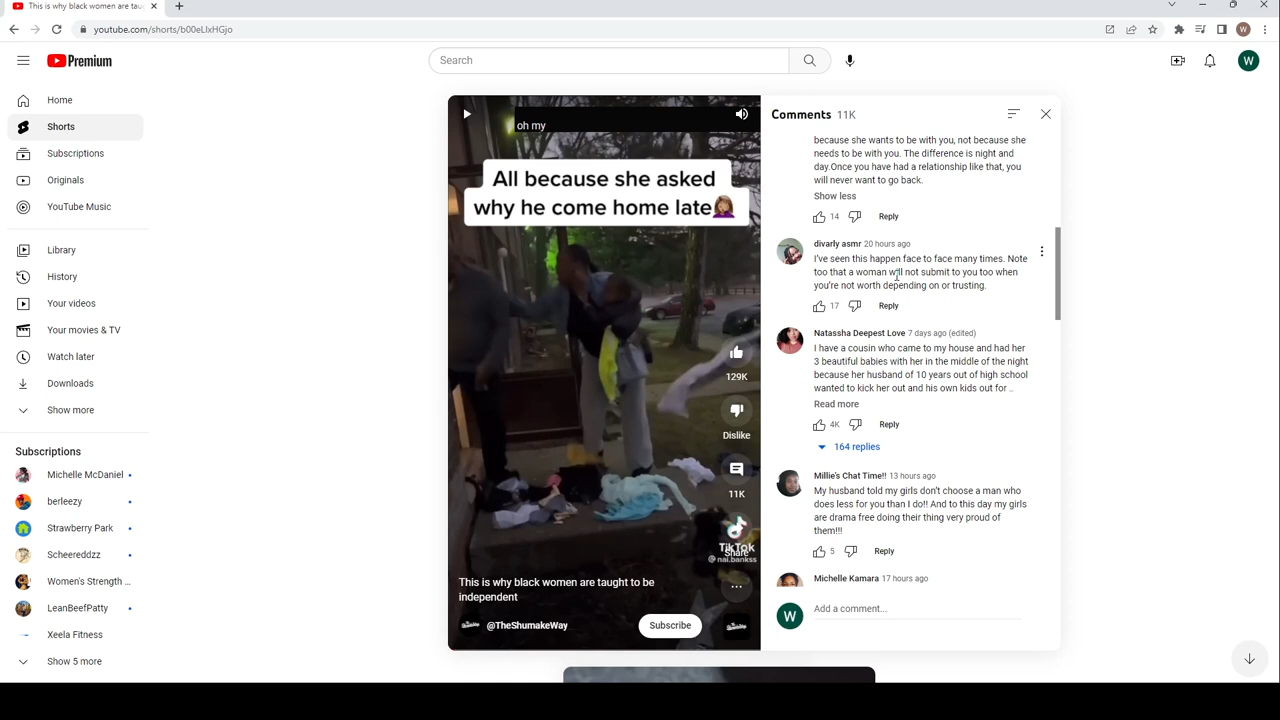 This is why black women are taug
youtube.com/shorts/b00eLlxHGjo
W
Premium
Search
W
Home
Shorts
Subscriptions
Originals
YouTube Music
Library
History
Your videos
Your movies & TV
Watch later
Downloads
Show more
Subscriptions
Michelle McDaniel
berleezy
Strawberry Park
Scheereddzz
Women's Strength ...
LeanBeefPatty
Xeela Fitness
Show 5 more
oh my
All because she asked
why he come home late
129K
Dislike
11K
TikTok
Share
@nai.bankss
This is why black women are taught to be
independent
@TheShumakeWay
Subscribe
Comments 11K
because she wants to be with you, not because she
needs to be with you. The difference is night and
day.Once you have had a relationship like that, you
will never want to go back.
Show less
14 Reply
divarly asmr 20 hours ago
I've seen this happen face to face many times. Note
too that a woman will not submit to you too when
you're not worth depending on or trusting.
17 Reply
Natassha Deepest Love 7 days ago (edited)
I have a cousin who came to my house and had her
3 beautiful babies with her in the middle of the night
because her husband of 10 years out of high school
wanted to kick her out and his own kids out for ..
Read more
4K Reply
164 replies
Millie's Chat Time!! 13 hours ago
My husband told my girls don't choose a man who
does less for you than I do!! And to this day my girls
are drama free doing their thing very proud of
them!!!
5 Reply
Michelle Kamara 17 hours ago
W
Add a comment...